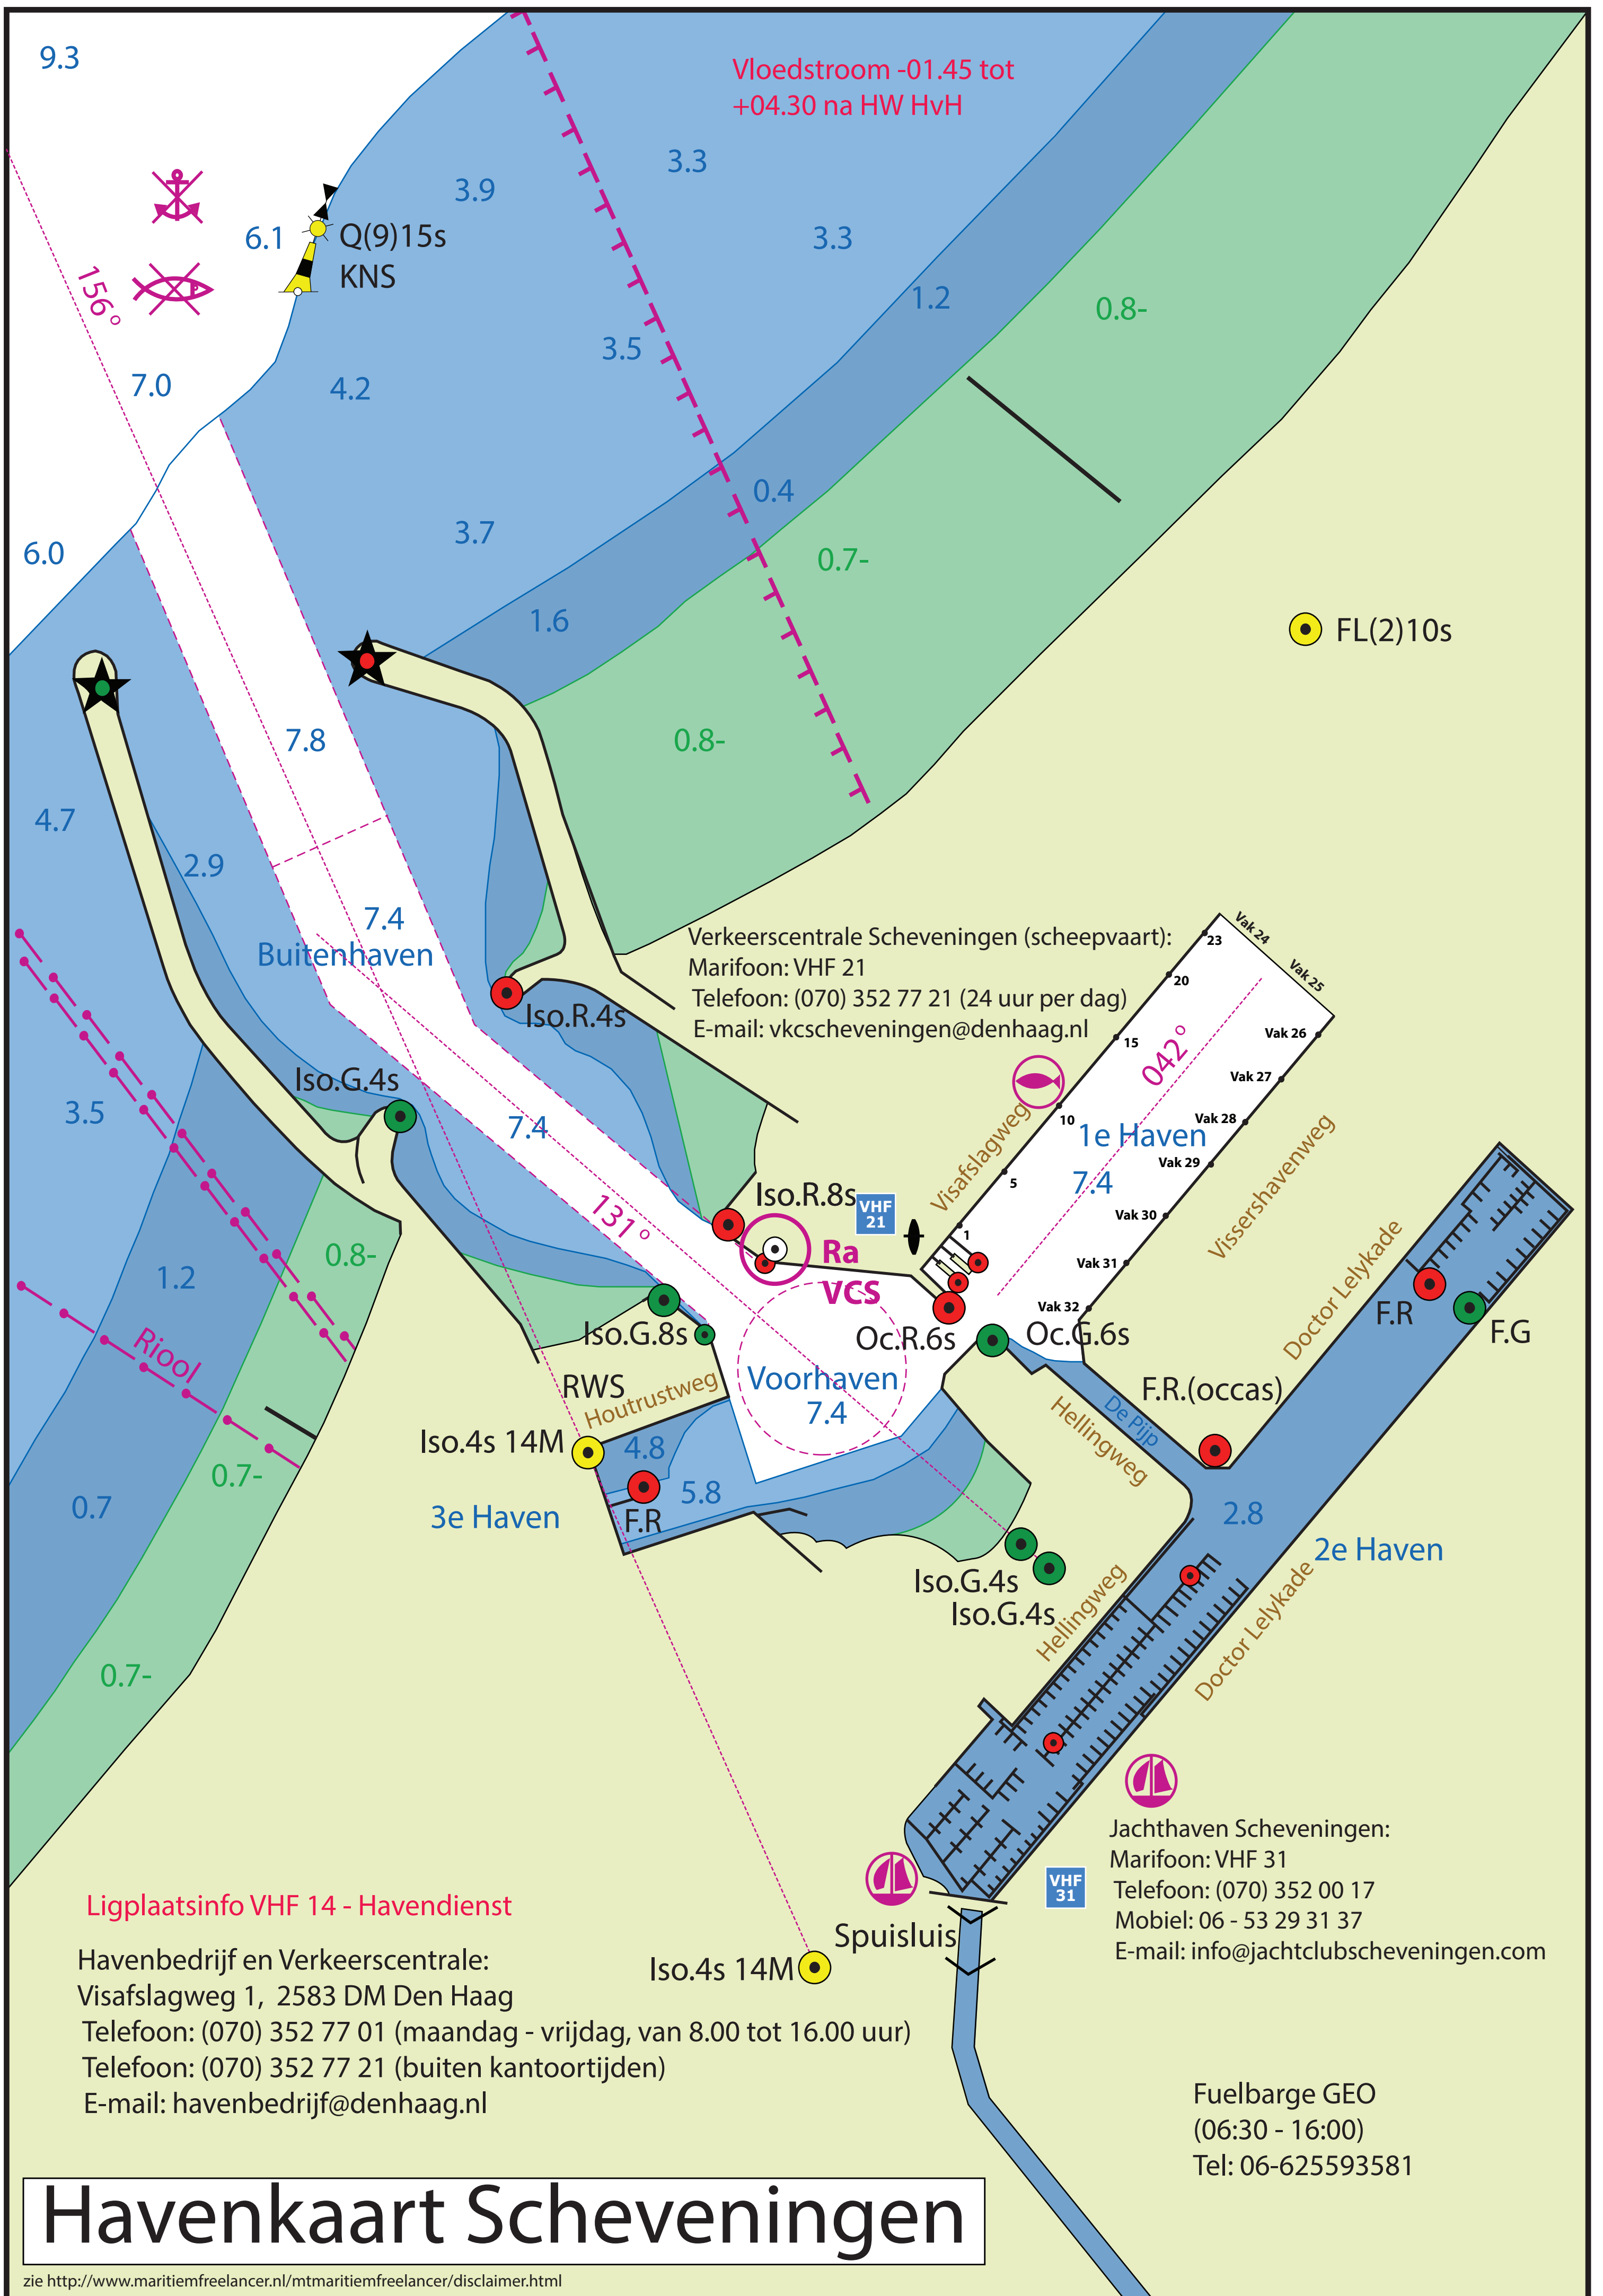 9.3
Vloedstroom -01.45 tot
+04.30 na HW HvH
3.3
3.9
6.1
Q(9)15s
KNS
3.3
156°
1.2
0.8-
3.5
7.0
4.2
0.4
3.7
6.0
0.7-
1.6
FL(2)10s
7.8
0.8-
4.7
2.9
7.4
Buitenhaven
Verkeerscentrale Scheveningen (scheepvaart):
Marifoon: VHF 21
Telefoon: (070) 352 77 21 (24 uur per dag)
E-mail: vkcscheveningen@denhaag.nl
23
Vak 24
Vak 25
20
Iso.R.4s
15
042°
Vak 26
Iso.G.4s
Vak 27
3.5
7.4
10
Visafslagweg
1e Haven
Vak 28
Vissershavenweg
Vak 29
5
7.4
Iso.R.8s
VHF
21
131°
Vak 30
1
Ra
VCS
0.8-
1.2
Vak 31
Doctor Lelykade
F.R
F.G
Riool
Iso.G.8s
Oc.R.6s
Vak 32
Oc.G.6s
RWS
Houtrustweg
Voorhaven
7.4
F.R.(occas)
De Pijp
Hellingweg
Iso.4s 14M
4.8
0.7-
5.8
0.7
3e Haven
F.R
2.8
2e Haven
Iso.G.4s
Iso.G.4s
Hellingweg
Doctor Lelykade
0.7-
Jachthaven Scheveningen:
Marifoon: VHF 31
Telefoon: (070) 352 00 17
Mobiel: 06 - 53 29 31 37
E-mail: info@jachtclubscheveningen.com
VHF
31
Ligplaatsinfo VHF 14 - Havendienst
Spuisluis
Iso.4s 14M
Havenbedrijf en Verkeerscentrale:
Visafslagweg 1, 2583 DM Den Haag
Telefoon: (070) 352 77 01 (maandag - vrijdag, van 8.00 tot 16.00 uur)
Telefoon: (070) 352 77 21 (buiten kantoortijden)
E-mail: havenbedrijf@denhaag.nl
Fuelbarge GEO
(06:30 - 16:00)
Tel: 06-625593581
Havenkaart Scheveningen
zie http://www.maritiemfreelancer.nl/mtmaritiemfreelancer/disclaimer.html